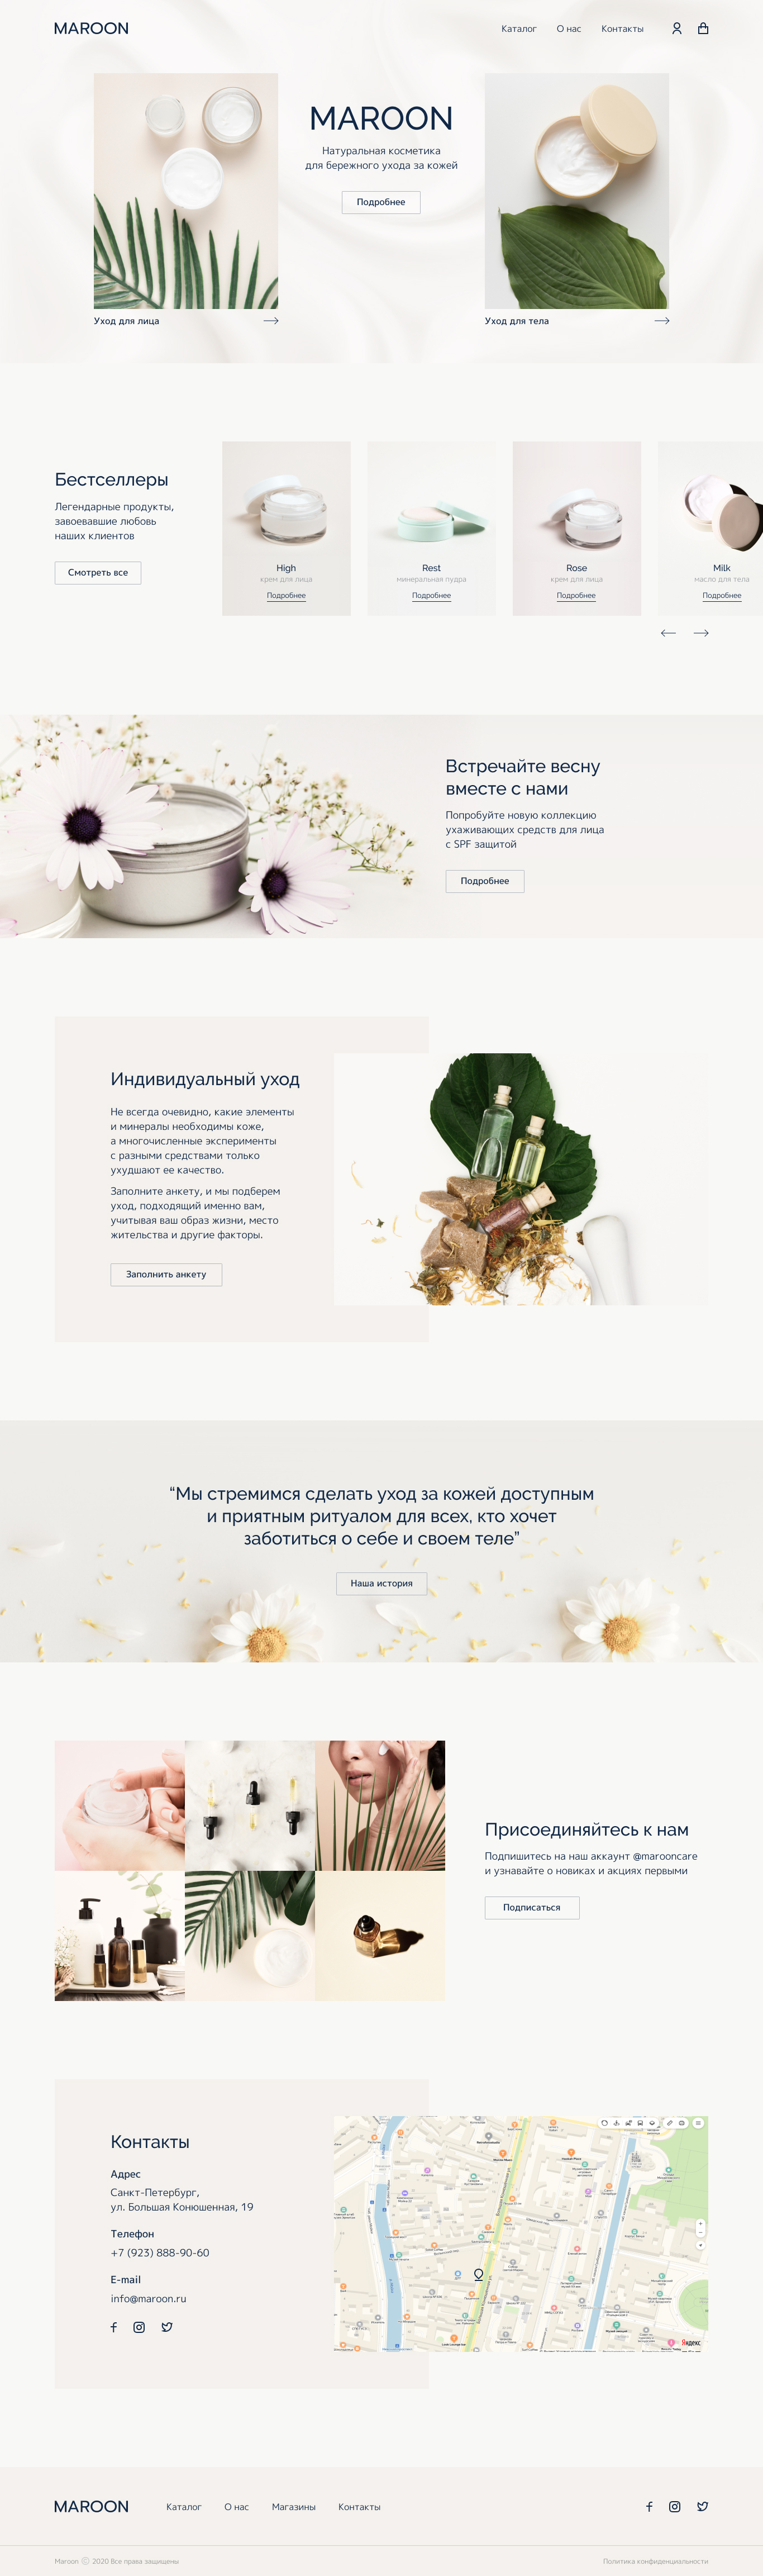 MAROON
Каталог
О нас
Контакты
MAROON
Натуральная косметика
для бережного ухода за кожей
Подробнее
Уход для лица
Уход для тела
Бестселлеры
Легендарные продукты,
завоевавшие любовь
наших клиентов
Смотреть все
High
крем для лица
Подробнее
Rest
минеральная пудра
Подробнее
Rose
крем для лица
Подробнее
Milk
масло для тела
Подробнее
Встречайте весну
вместе с нами
Попробуйте новую коллекцию
ухаживающих средств для лица
с SPF защитой
Подробнее
Индивидуальный уход
Не всегда очевидно, какие элементы
и минералы необходимы коже,
а многочисленные эксперименты
с разными средствами только
ухудшают ее качество.
Заполните анкету, и мы подберем
уход, подходящий именно вам,
учитывая ваш образ жизни, место
жительства и другие факторы.
Заполнить анкету
“Мы стремимся сделать уход за кожей доступным
и приятным ритуалом для всех, кто хочет
заботиться о себе и своем теле”
Наша история
Присоединяйтесь к нам
Подпишитесь на наш аккаунт @marooncare
и узнавайте о новиках и акциях первыми
Подписаться
Контакты
Адрес
Санкт-Петербург,
ул. Большая Конюшенная, 19
Телефон
+7 (923) 888-90-60
E-mail
info@maroon.ru
Яндекс
MAROON
Каталог
О нас
Магазины
Контакты
Maroon © 2020 Все права защищены
Политика конфиденциальности